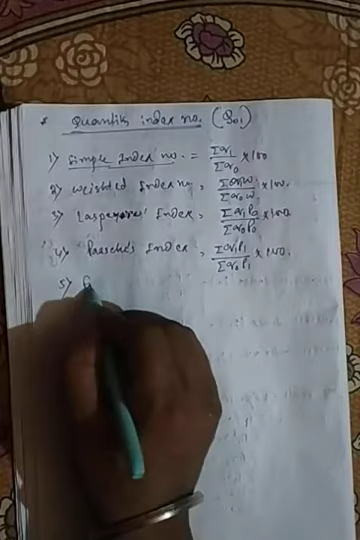 * Quantity index no. (Q01)
1) Simple Index no. = Σq1/Σq0 × 100
2) Weighted Index no. = Σq1w/Σq0w × 100.
3) Laspeyres' Index = Σq1p0/Σq0p0 × 100.
4) Paasche's Index = Σq1p1/Σq0p1 × 100.
5)